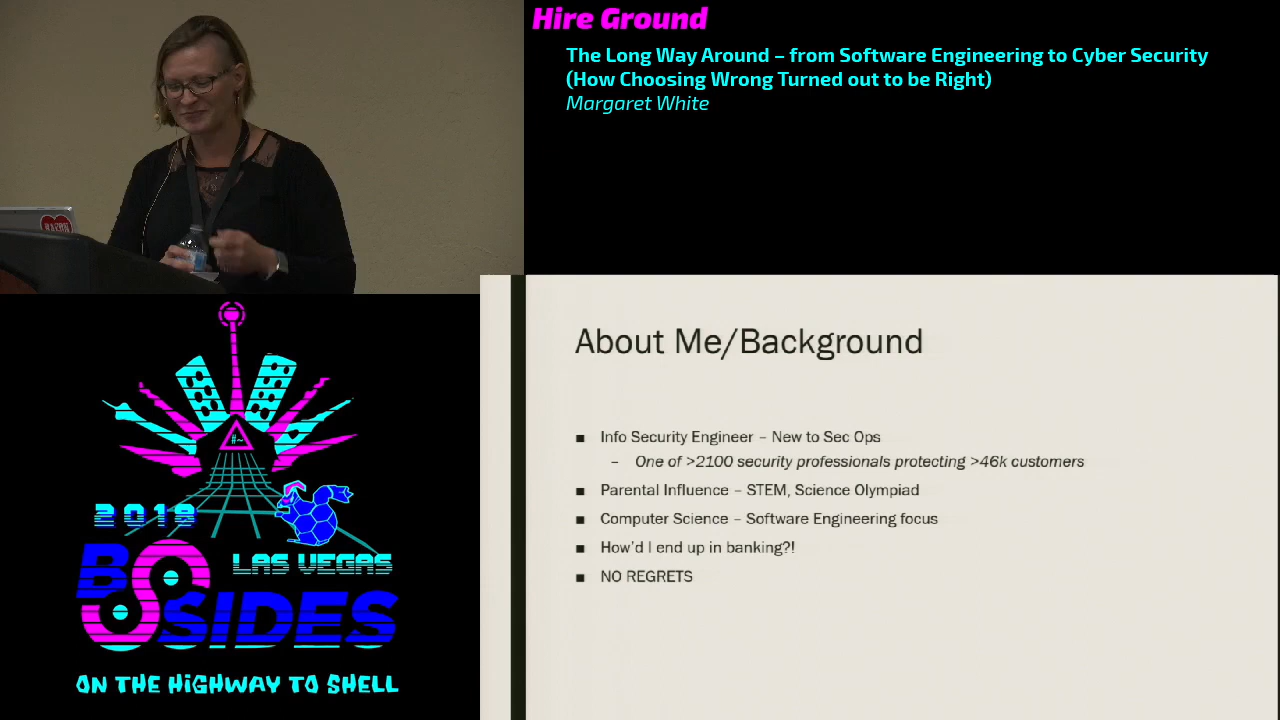 Hire Ground
The Long Way Around – from Software Engineering to Cyber Security
(How Choosing Wrong Turned out to be Right)
Margaret White
About Me/Background
■ Info Security Engineer – New to Sec Ops
– One of >2100 security professionals protecting >46k customers
■ Parental Influence – STEM, Science Olympiad
■ Computer Science – Software Engineering focus
■ How'd I end up in banking?!
■ NO REGRETS
#~
2018
LAS VEGAS
BSIDES
ON THE HIGHWAY TO SHELL